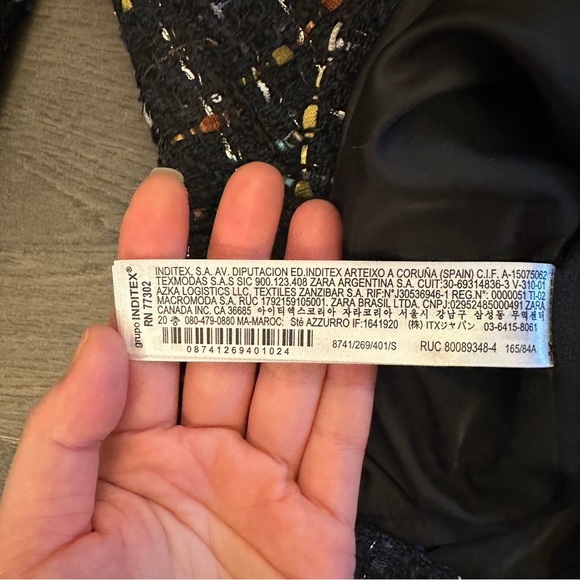 grupo INDITEX®
RN 77302
INDITEX, S.A. AV. DIPUTACION ED.INDITEX ARTEIXO A CORUÑA (SPAIN) C.I.F. A-15075062
TEXMODAS S.A.S SIC 900.123.408 ZARA ARGENTINA S.A. CUIT:30-69314836-3 V-310-01
AZKA LOGISTICS LLC, TEXTILES ZANZIBAR S.A. RIF:N°J30536946-1 REG.N°: 0000051 TI-02
MACROMODA S.A. RUC 1792159105001. ZARA BRASIL LTDA. CNPJ:02952485000491 ZARA
CANADA INC. CA 36685 아이티엑스코리아 자라코리아 서울시 강남구 삼성동 무역센터
20 층 080-479-0880 MA-MAROC: Sté AZZURRO IF:1641920 (株) ITXジャパン 03-6415-8061
08741269401024
8741/269/401/S
RUC 80089348-4
165/84A